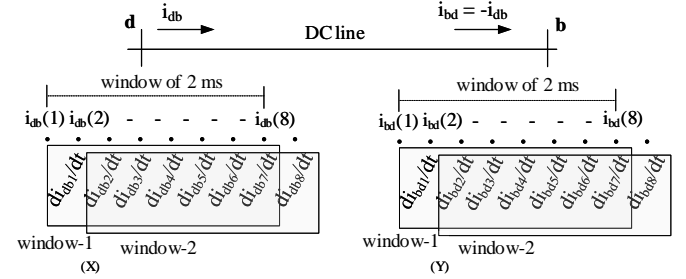 d i_db i_bd = -i_db b
DC line
window of 2 ms window of 2 ms
i_db(1) i_db(2) - - - - - i_db(8) i_bd(1) i_bd(2) - - - - - i_bd(8)
di_db1/dt di_db2/dt di_db3/dt di_db4/dt di_db5/dt di_db6/dt di_db7/dt di_db8/dt di_bd1/dt di_bd2/dt di_bd3/dt di_bd4/dt di_bd5/dt di_bd6/dt di_bd7/dt di_bd8/dt
window-1 window-2 window-1 window-2
(X) (Y)